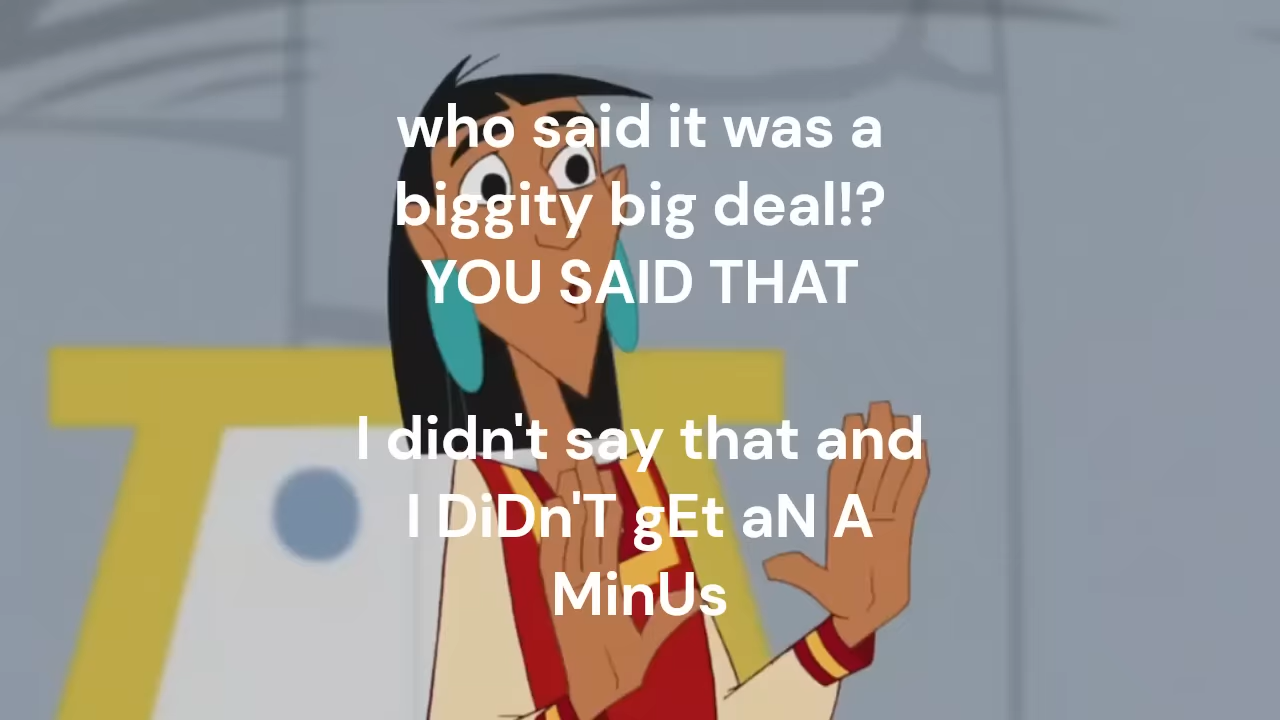 who said it was a
biggity big deal!?
YOU SAID THAT
I didn't say that and
I DiDn'T gEt aN A
MinUs